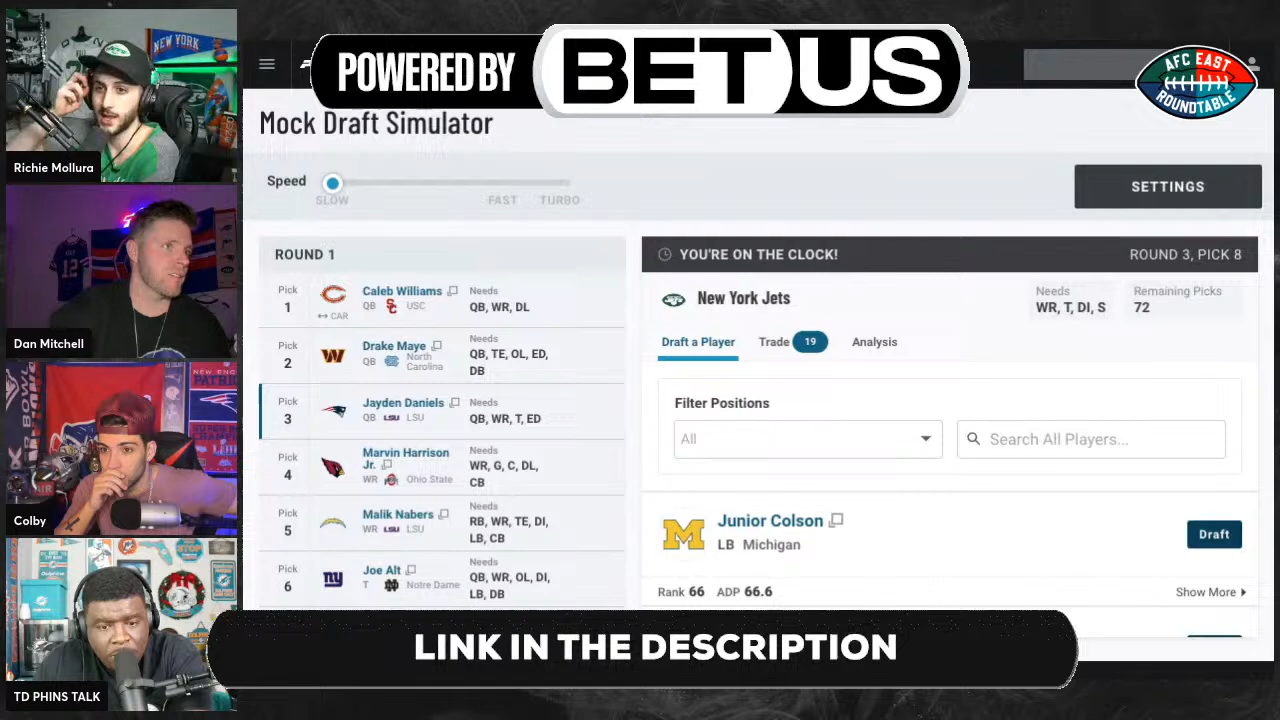 POWERED BY BETUS
AFC EAST
ROUNDTABLE
NEW YORK
Richie Mollura
12
Dan Mitchell
Colby
TD PHINS TALK
Mock Draft Simulator
Speed
SLOW
FAST
TURBO
SETTINGS
ROUND 1
Pick
1
CAR
Caleb Williams
QB USC
Needs
QB, WR, DL
Pick
2
Drake Maye
QB North
Carolina
Needs
QB, TE, OL, ED,
DB
Pick
3
Jayden Daniels
QB LSU LSU
Needs
QB, WR, T, ED
Pick
4
Marvin Harrison
Jr.
WR Ohio State
Needs
WR, G, C, DL,
CB
Pick
5
Malik Nabers
WR LSU LSU
Needs
RB, WR, TE, DI,
LB, CB
Pick
6
ny
Joe Alt
T Notre Dame
Needs
QB, WR, OL, DI,
LB, DB
YOU'RE ON THE CLOCK!
ROUND 3, PICK 8
New York Jets
Needs
WR, T, DI, S
Remaining Picks
72
Draft a Player
Trade 19
Analysis
Filter Positions
All
Search All Players...
M
Junior Colson
LB Michigan
Draft
Rank 66 ADP 66.6
Show More
LINK IN THE DESCRIPTION